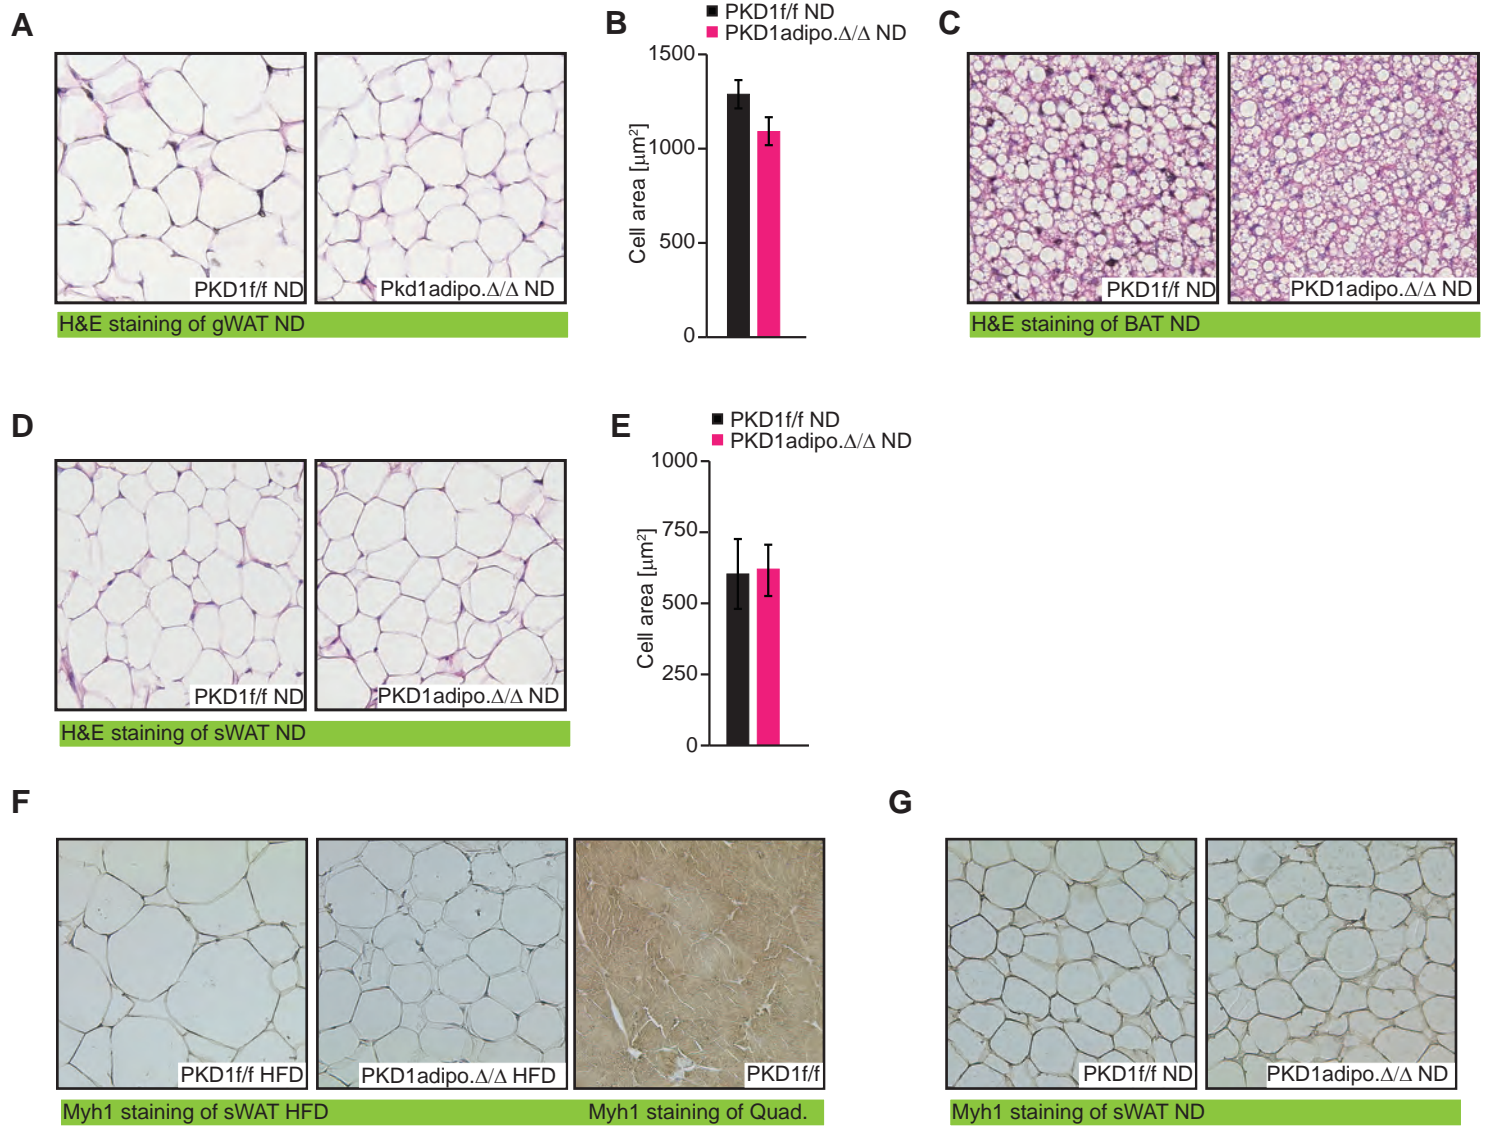 A
PKD1f/f ND
Pkd1adipo.Δ/Δ ND
H&E staining of gWAT ND
B
PKD1f/f ND
PKD1adipo.Δ/Δ ND
1500
1000
500
0
Cell area [μm²]
C
PKD1f/f ND
PKD1adipo.Δ/Δ ND
H&E staining of BAT ND
D
PKD1f/f ND
PKD1adipo.Δ/Δ ND
H&E staining of sWAT ND
E
PKD1f/f ND
PKD1adipo.Δ/Δ ND
1000
750
500
250
0
Cell area [μm²]
F
PKD1f/f HFD
PKD1adipo.Δ/Δ HFD
PKD1f/f
Myh1 staining of sWAT HFD
Myh1 staining of Quad.
G
PKD1f/f ND
PKD1adipo.Δ/Δ ND
Myh1 staining of sWAT ND